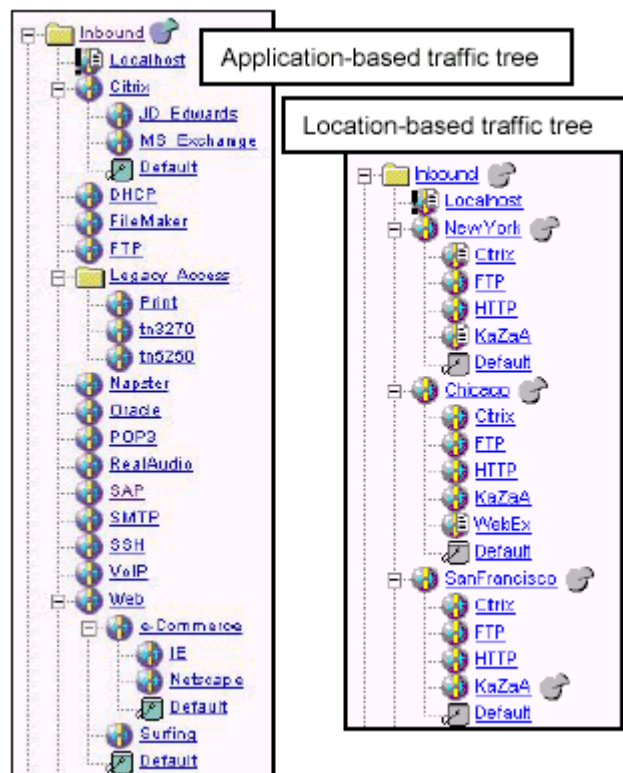 Inbound
Application-based traffic tree
Localhost
Citrix
JD_Edwards
MS_Exchange
Default
DHCP
FileMaker
FTP
Legacy_Access
Print
tn3270
tn5250
Napster
Oracle
POP3
RealAudio
SAP
SMTP
SSH
VoIP
Web
e-Commerce
IE
Netscape
Default
Surfing
Default
Location-based traffic tree
Inbound
Localhost
NewYork
Citrix
FTP
HTTP
KaZaA
Default
Chicago
Citrix
FTP
HTTP
KaZaA
WebEx
Default
SanFrancisco
Citrix
FTP
HTTP
KaZaA
Default